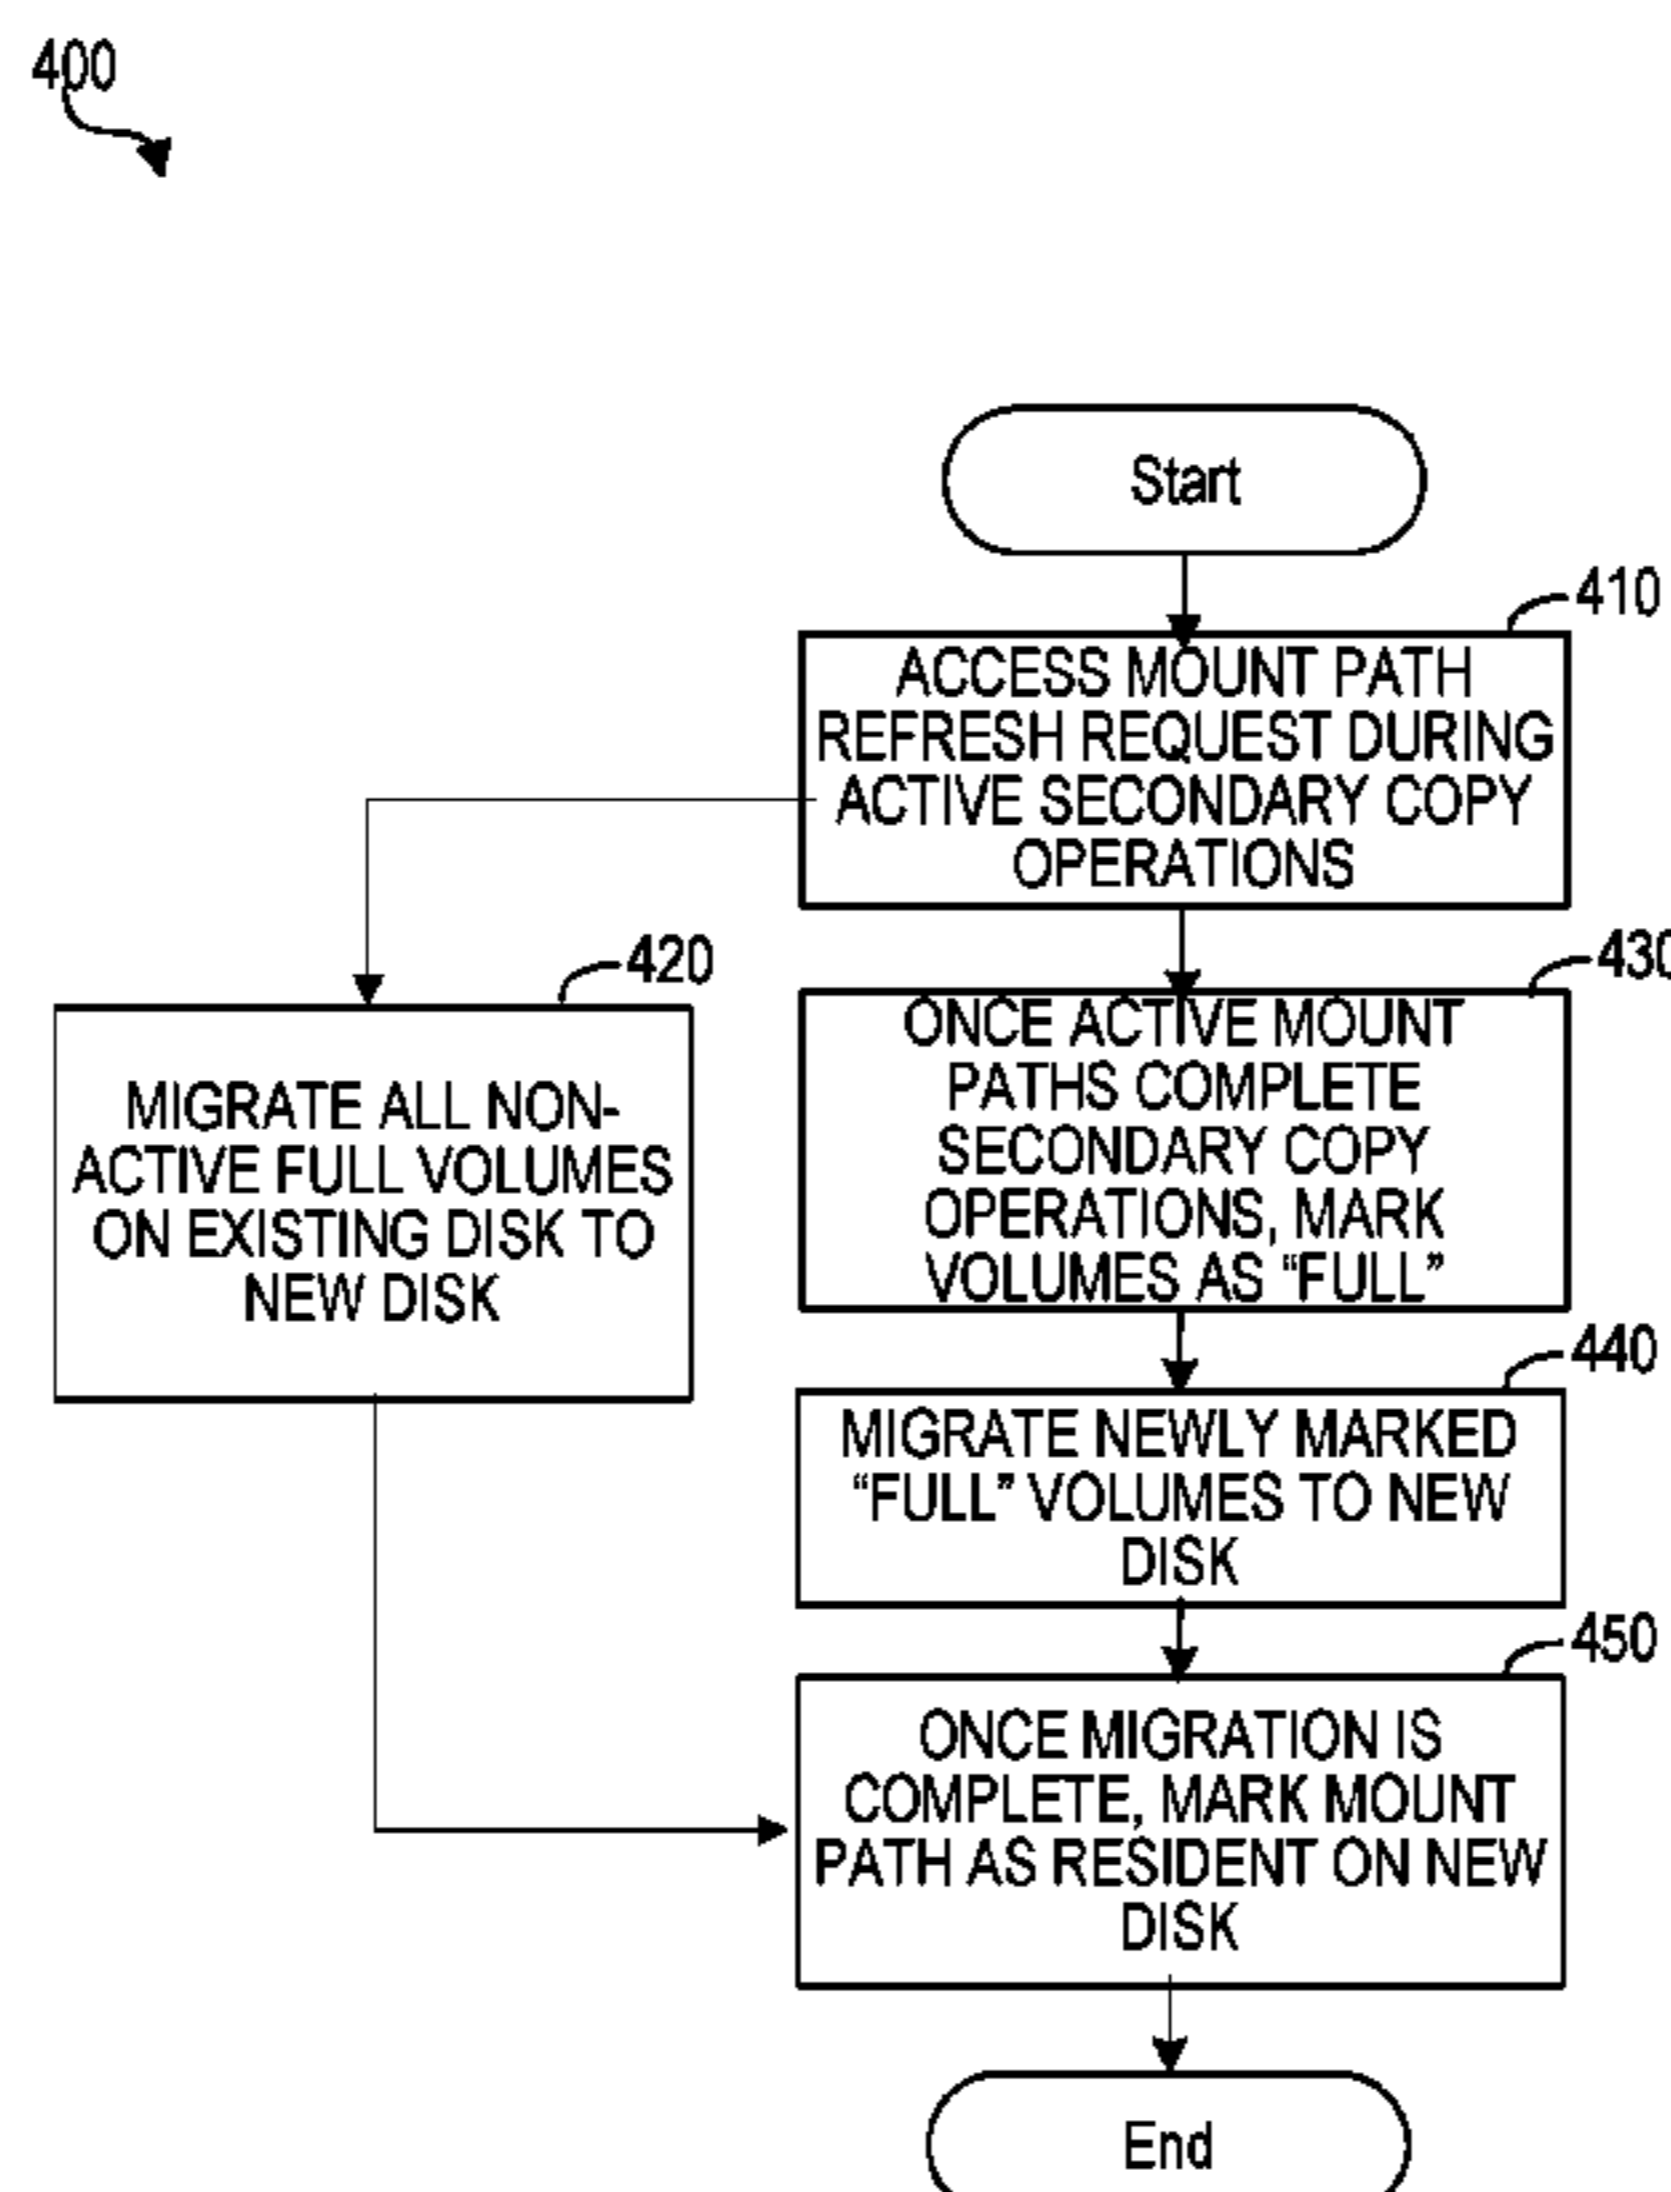 400
Start
410
ACCESS MOUNT PATH
REFRESH REQUEST DURING
ACTIVE SECONDARY COPY
OPERATIONS
420
MIGRATE ALL NON-
ACTIVE FULL VOLUMES
ON EXISTING DISK TO
NEW DISK
430
ONCE ACTIVE MOUNT
PATHS COMPLETE
SECONDARY COPY
OPERATIONS, MARK
VOLUMES AS “FULL”
440
MIGRATE NEWLY MARKED
“FULL” VOLUMES TO NEW
DISK
450
ONCE MIGRATION IS
COMPLETE, MARK MOUNT
PATH AS RESIDENT ON NEW
DISK
End